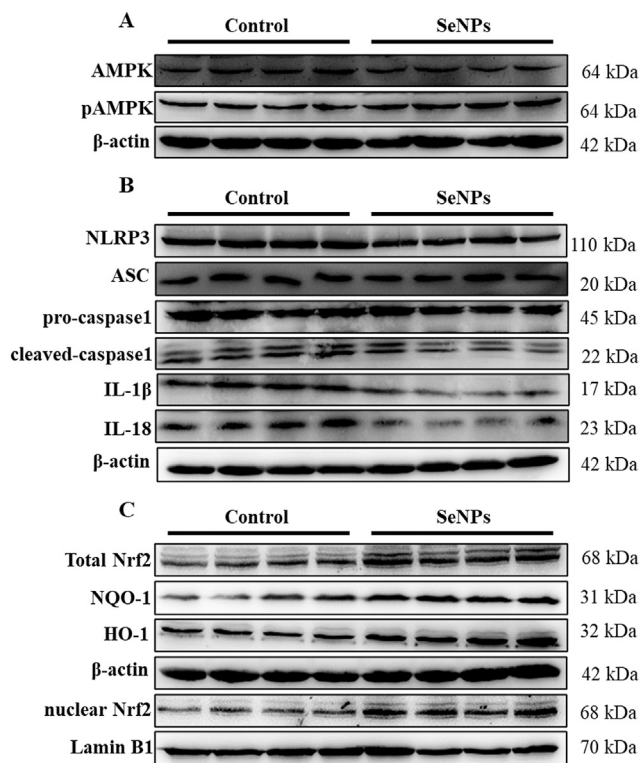 A
Control SeNPs
AMPK 64 kDa
pAMPK 64 kDa
β-actin 42 kDa
B
Control SeNPs
NLRP3 110 kDa
ASC 20 kDa
pro-caspase1 45 kDa
cleaved-caspase1 22 kDa
IL-1β 17 kDa
IL-18 23 kDa
β-actin 42 kDa
C
Control SeNPs
Total Nrf2 68 kDa
NQO-1 31 kDa
HO-1 32 kDa
β-actin 42 kDa
nuclear Nrf2 68 kDa
Lamin B1 70 kDa